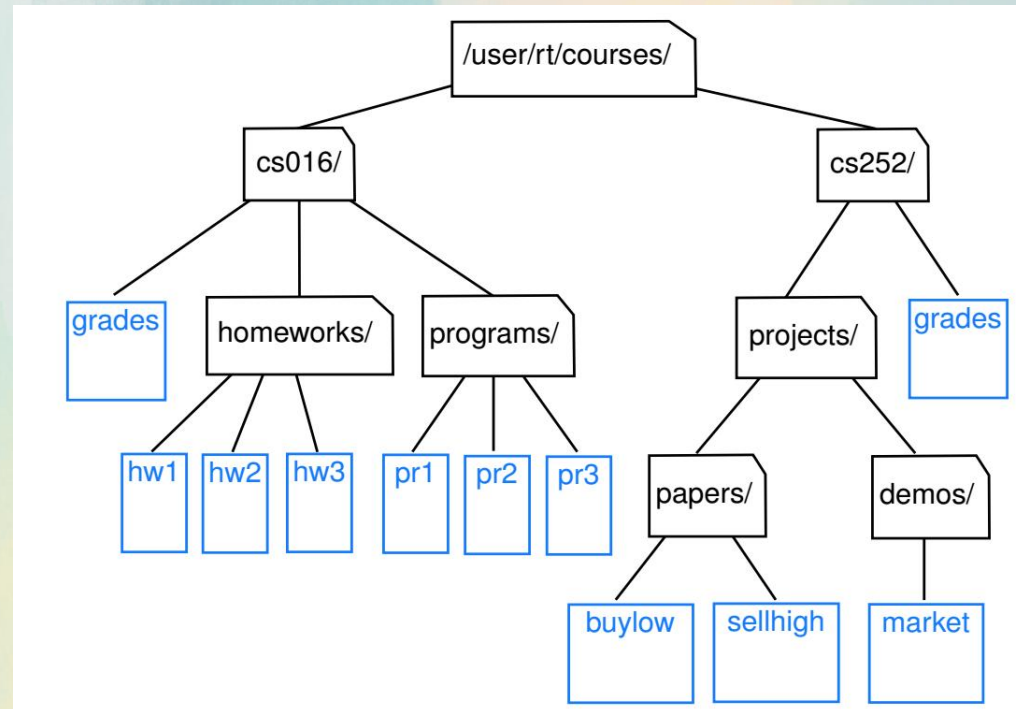 /user/rt/courses/
cs016/
cs252/
grades
homeworks/
programs/
projects/
grades
hw1
hw2
hw3
pr1
pr2
pr3
papers/
demos/
buylow
sellhigh
market